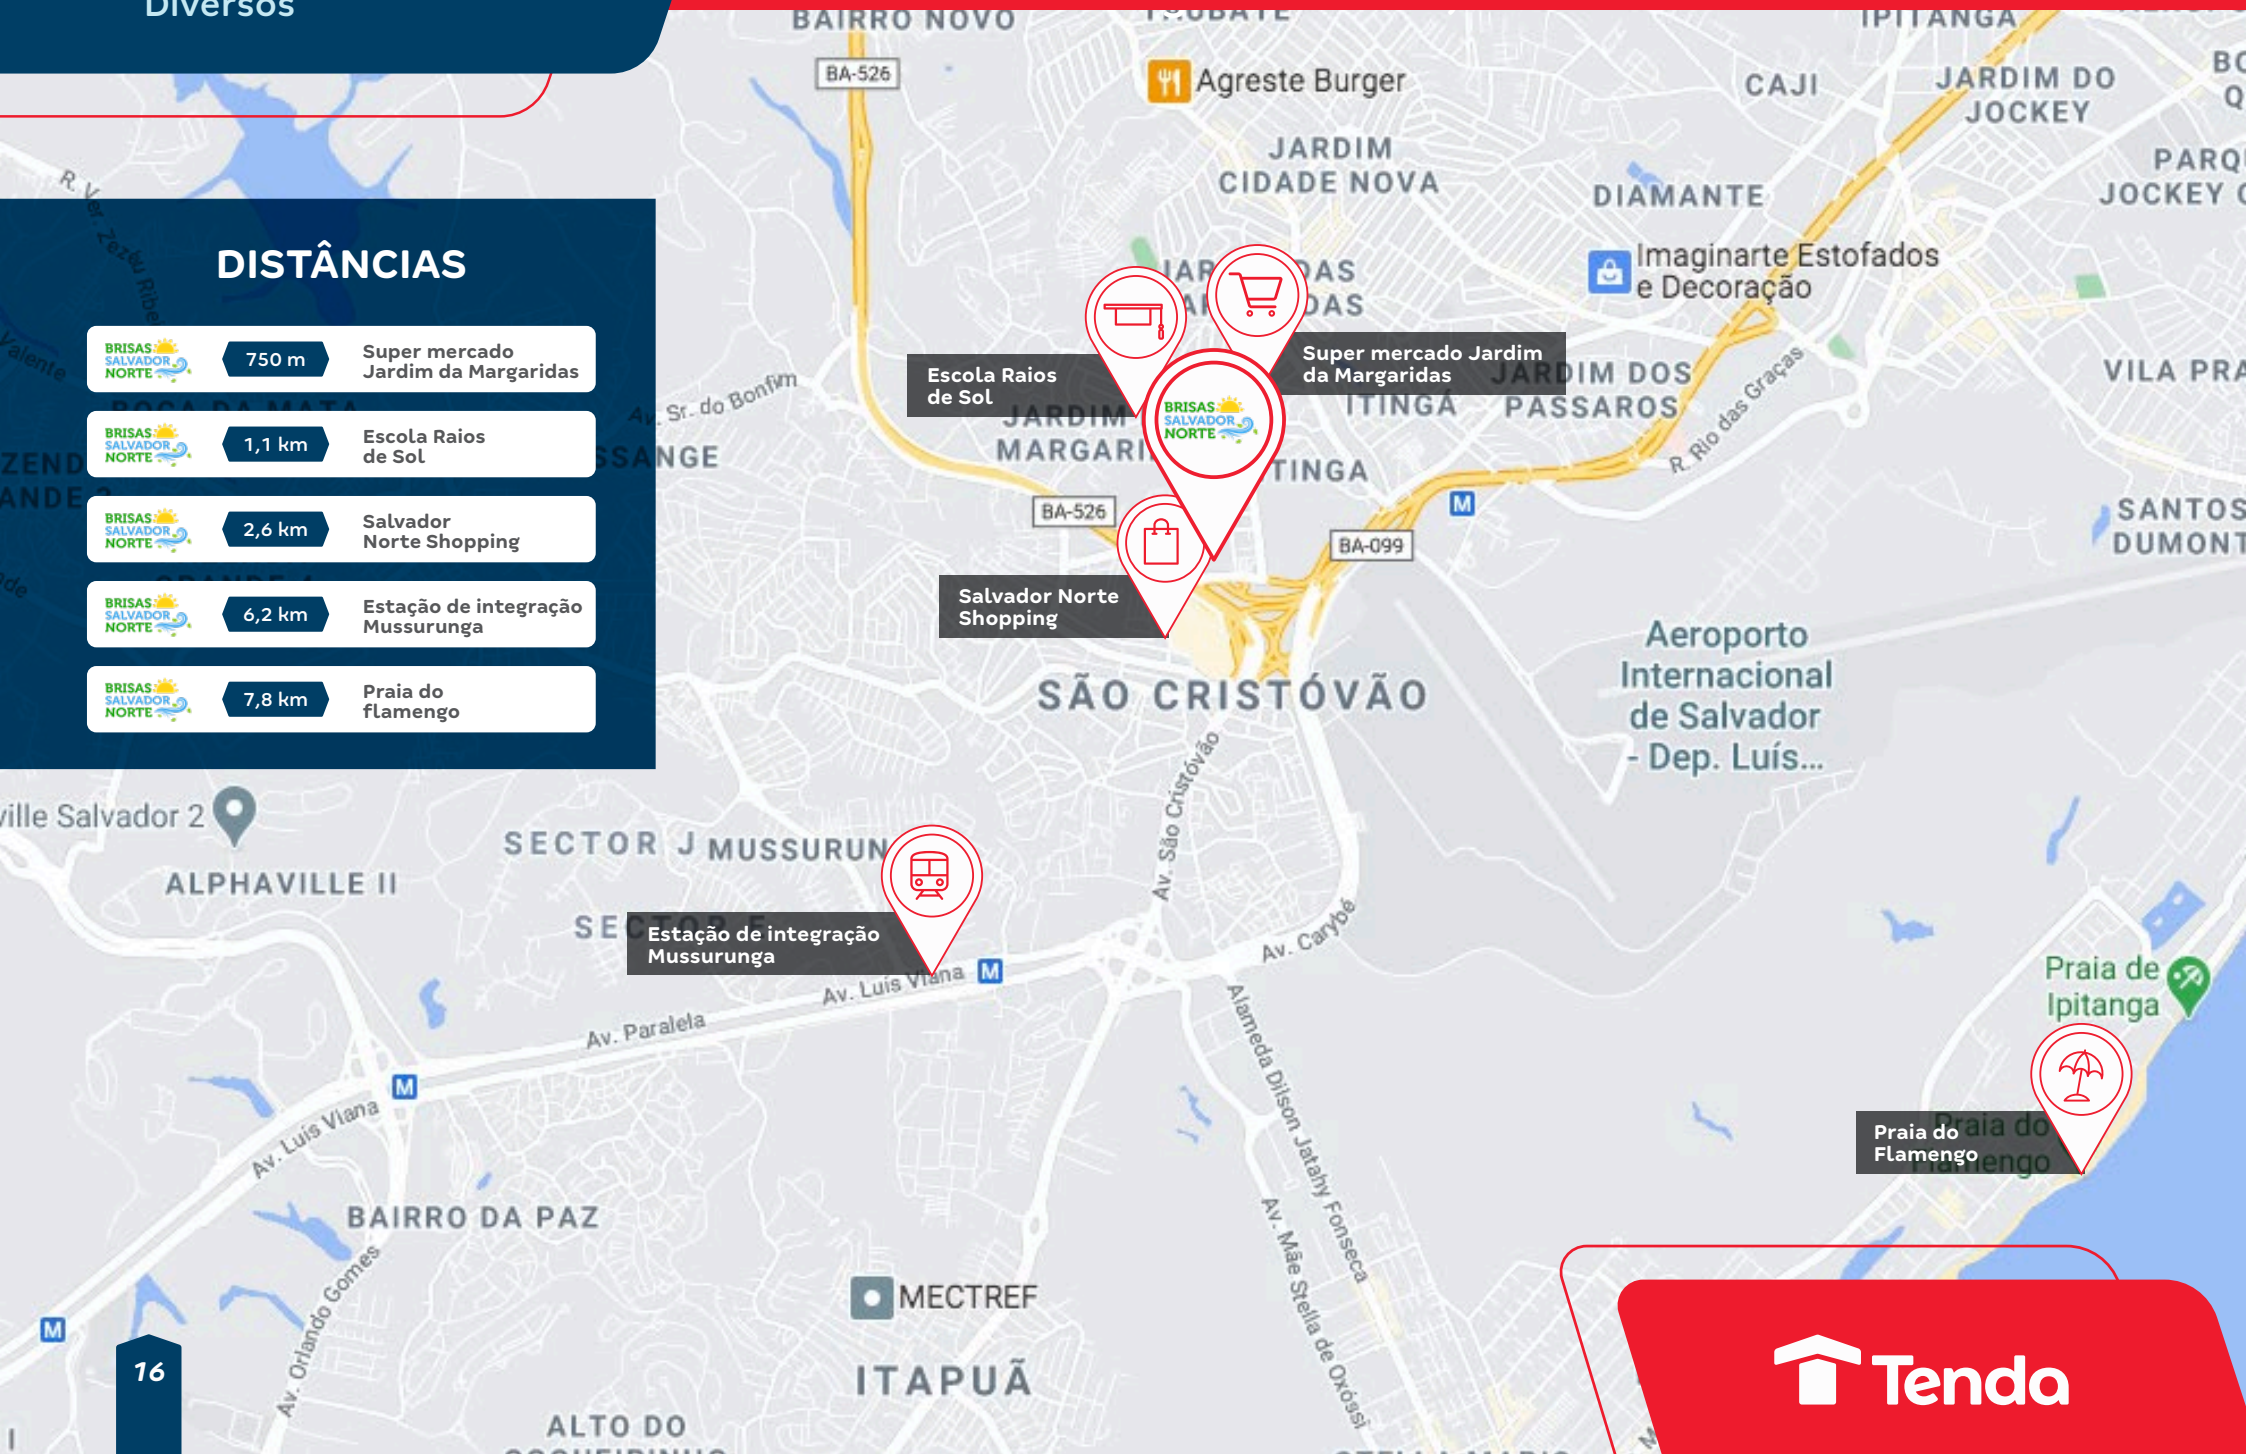 Diversos
DISTÂNCIAS
BRISAS
SALVADOR
NORTE
750 m
Super mercado
Jardim da Margaridas
BRISAS
SALVADOR
NORTE
1,1 km
Escola Raios
de Sol
BRISAS
SALVADOR
NORTE
2,6 km
Salvador
Norte Shopping
BRISAS
SALVADOR
NORTE
6,2 km
Estação de integração
Mussurunga
BRISAS
SALVADOR
NORTE
7,8 km
Praia do
flamengo
BAIRRO NOVO
IPITANGA
BA-526
Agreste Burger
CAJI
JARDIM DO
JOCKEY
JARDIM
CIDADE NOVA
DIAMANTE
JOCKEY
Imaginarte Estofados
e Decoração
Super mercado Jardim
da Margaridas
Escola Raios
de Sol
BRISAS
SALVADOR
NORTE
JARDIM DOS
PASSAROS
ITINGA
JARDIM
VILA
Av. Sr. do Bonfim
R. Rio das Graças
BA-526
M
BA-099
SANTOS
DUMONT
Salvador Norte
Shopping
SÃO CRISTÓVÃO
Aeroporto
Internacional
de Salvador
- Dep. Luís...
Av. São Cristóvão
Salvador 2
ALPHAVILLE II
SECTOR J
Estação de integração
Mussurunga
Av. Luís Viana
M
Av. Carybé
Av. Paralela
M
Av. Luís Viana
Alameda Dilson Jatahy Fonseca
Praia de
Ipitanga
Praia do
Flamengo
BAIRRO DA PAZ
Av. Orlando Gomes
Av. Mãe Stella de Oxóssi
MECTREF
ITAPUÃ
M
ALTO DO
16
Tenda